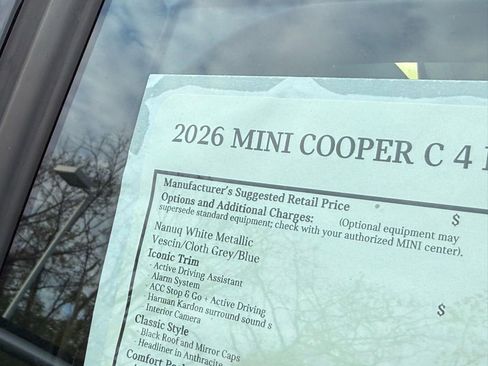 2026 MINI COOPER C 4
Manufacturer's Suggested Retail Price $
Options and Additional Charges: (Optional equipment may
supersede standard equipment; check with your authorized MINI center).
Nanuq White Metallic
Vescin/Cloth Grey/Blue
Iconic Trim $
· Active Driving Assistant
· Alarm System
· ACC Stop & Go + Active Driving
· Harman Kardon surround sound s
· Interior Camera
Classic Style
· Black Roof and Mirror Caps
· Headliner in Anthracite
Comfort